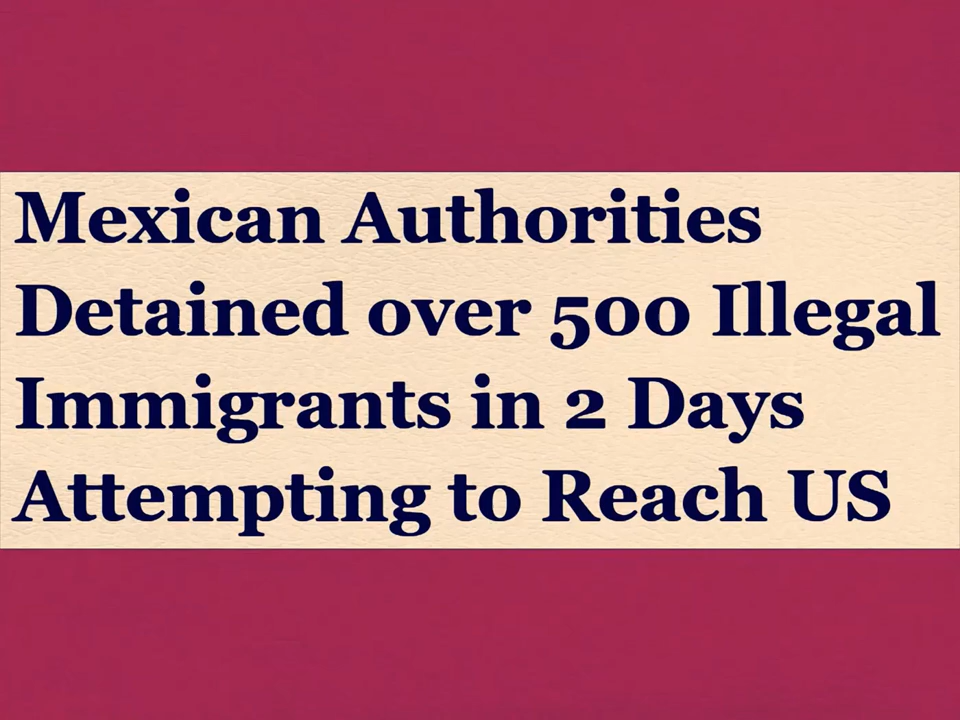 Mexican Authorities
Detained over 500 Illegal
Immigrants in 2 Days
Attempting to Reach US